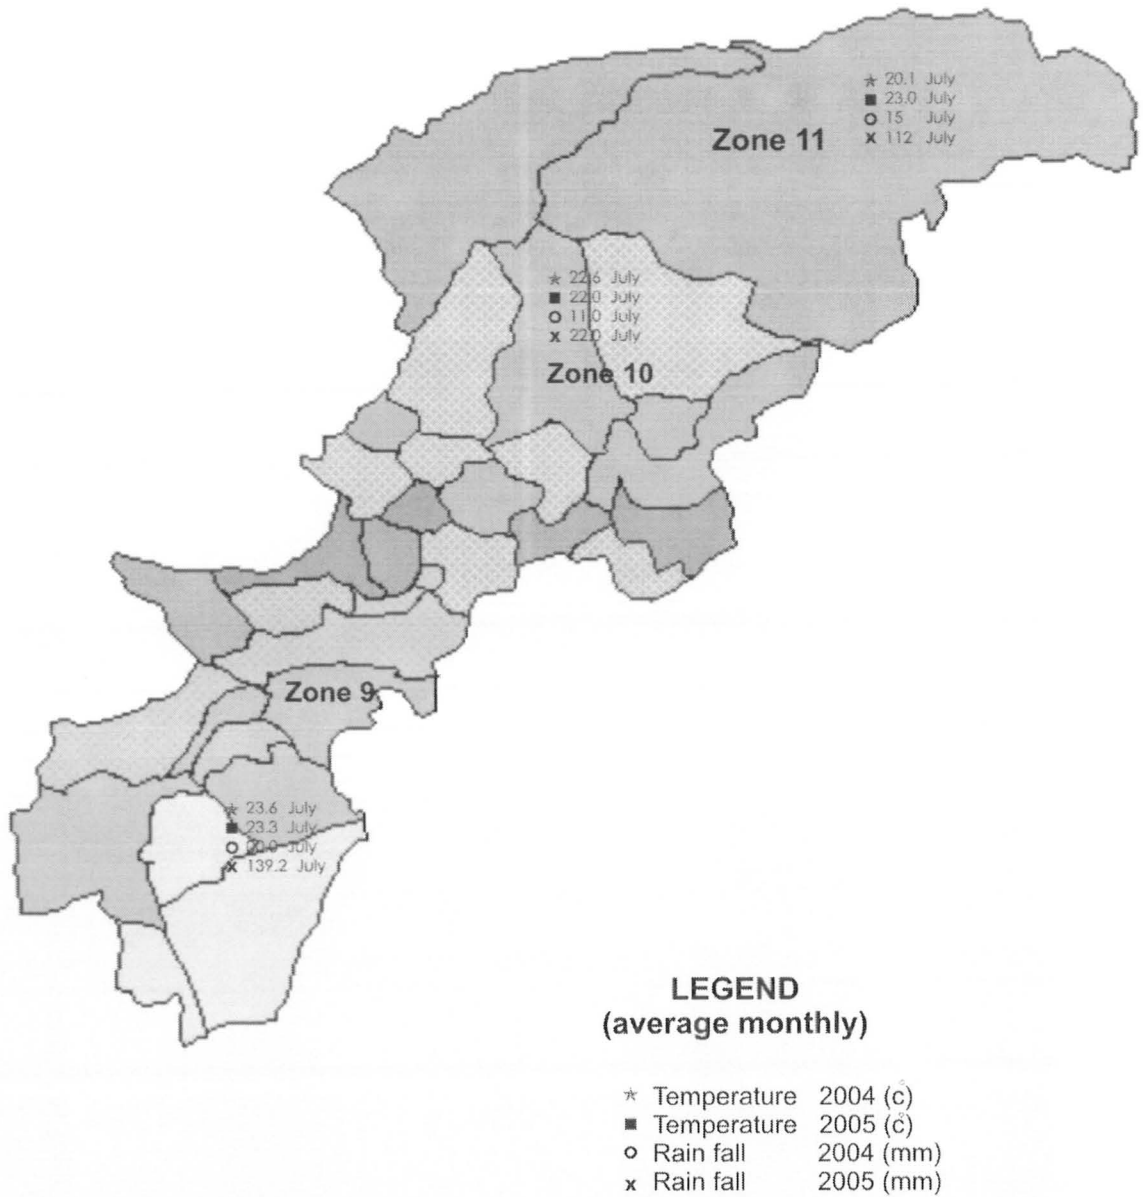 ★ 20.1 July
■ 23.0 July
Zone 11
○ 15 July
x 112 July
★ 22.6 July
■ 22.0 July
○ 11.0 July
x 22.0 July
Zone 10
Zone 9
★ 23.6 July
■ 23.3 July
○ July
x 139.2 July
LEGEND
(average monthly)
★ Temperature 2004 (c̊)
■ Temperature 2005 (c̊)
○ Rain fall 2004 (mm)
x Rain fall 2005 (mm)